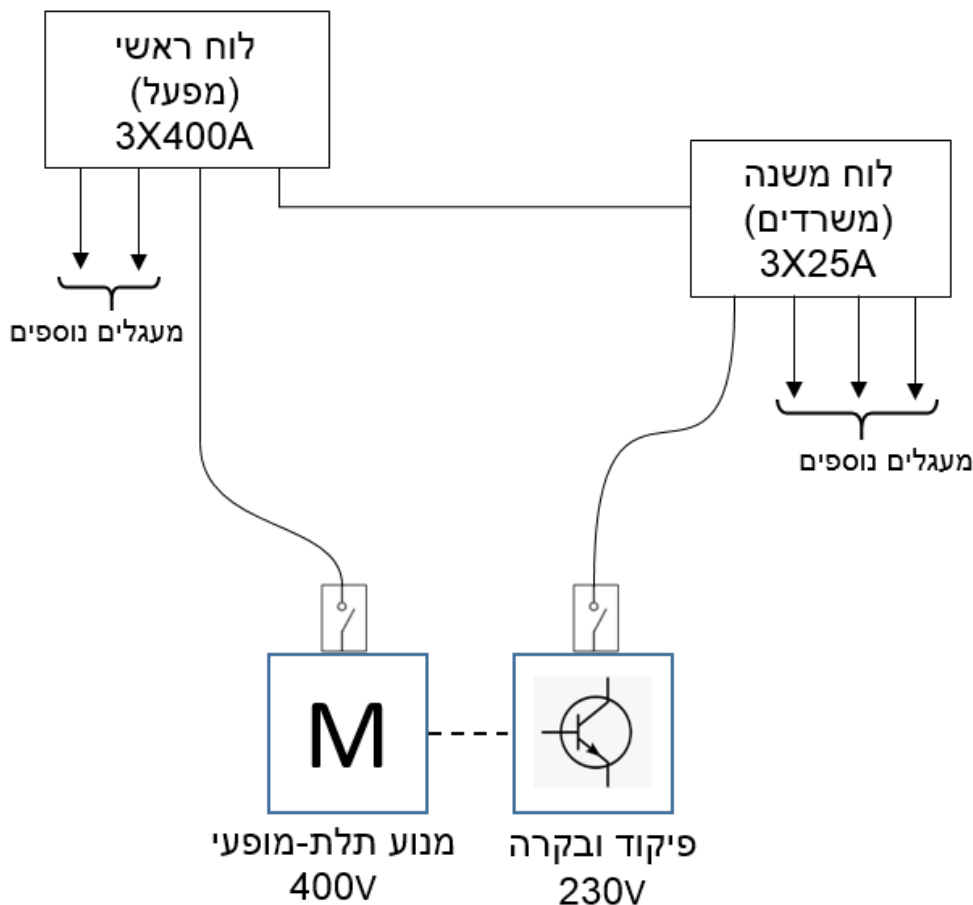 לוח ראשי
(מפעל)
3X400A
לוח משנה
(משרדים)
3X25A
מעגלים נוספים
מעגלים נוספים
M
מנוע תלת-מופעי
400V
פיקוד ובקרה
230V